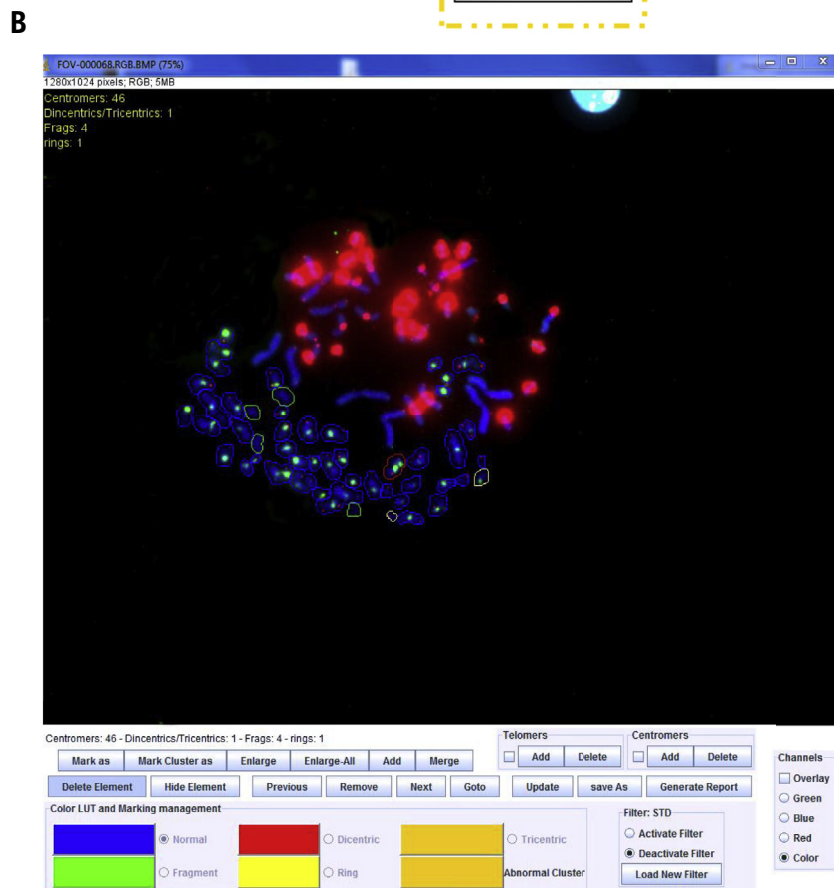 B
FOV-000068.RGB.BMP (75%)
1280x1024 pixels; RGB; 5MB
Centromers: 46
Dincentrics/Tricentrics: 1
Frags: 4
rings: 1
Centromers: 46 - Dincentrics/Tricentrics: 1 - Frags: 4 - rings: 1
Telomers Centromers
Mark as Mark Cluster as Enlarge Enlarge-All Add Merge Add Delete Add Delete
Channels
Delete Element Hide Element Previous Remove Next Goto Update save As Generate Report
Overlay
Green
Color LUT and Marking management
Filter: STD
Blue
Normal Dicentric Tricentric Activate Filter
Red
Deactivate Filter
Color
Fragment Ring Abnormal Cluster Load New Filter